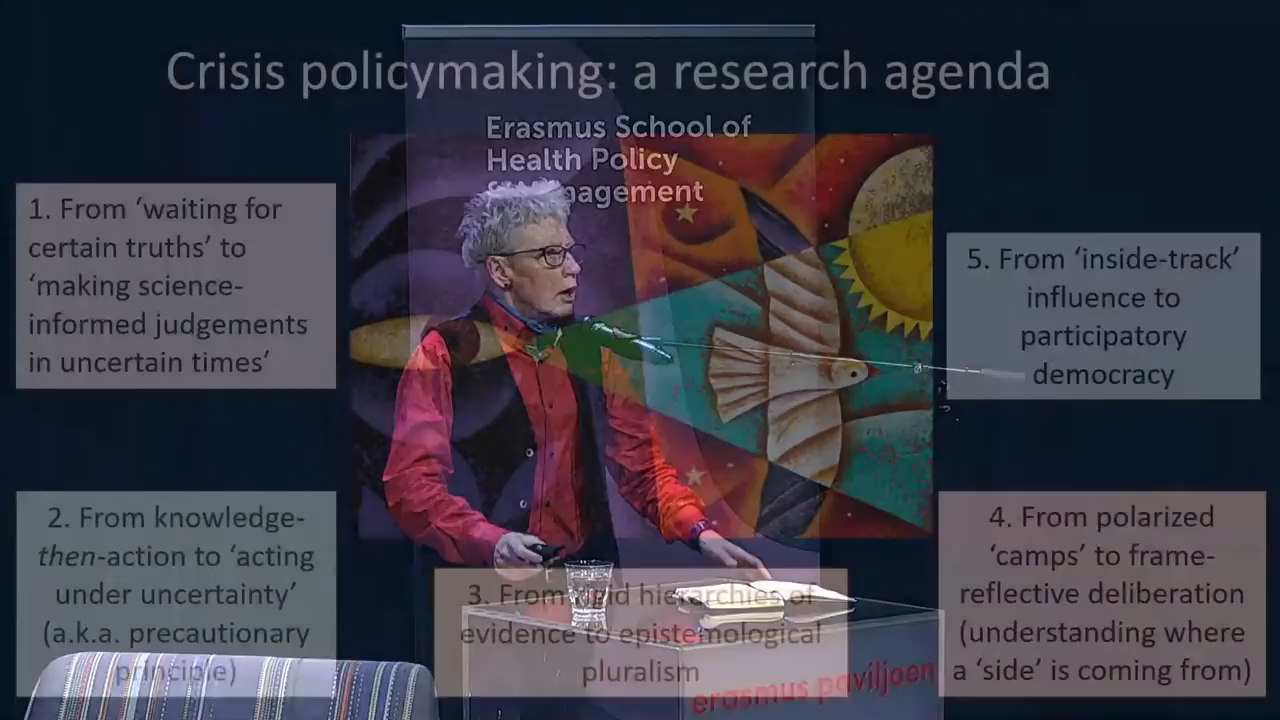 Crisis policymaking: a research agenda
Erasmus School of
Health Policy
& Management
1. From ‘waiting for
certain truths’ to
‘making science-
informed judgements
in uncertain times’
5. From ‘inside-track’
influence to
participatory
democracy
2. From knowledge-
then-action to ‘acting
under uncertainty’
(a.k.a. precautionary
principle)
3. From rigid hierarchies of
evidence to epistemological
pluralism
4. From polarized
‘camps’ to frame-
reflective deliberation
(understanding where
a ‘side’ is coming from)
erasmus paviljoen